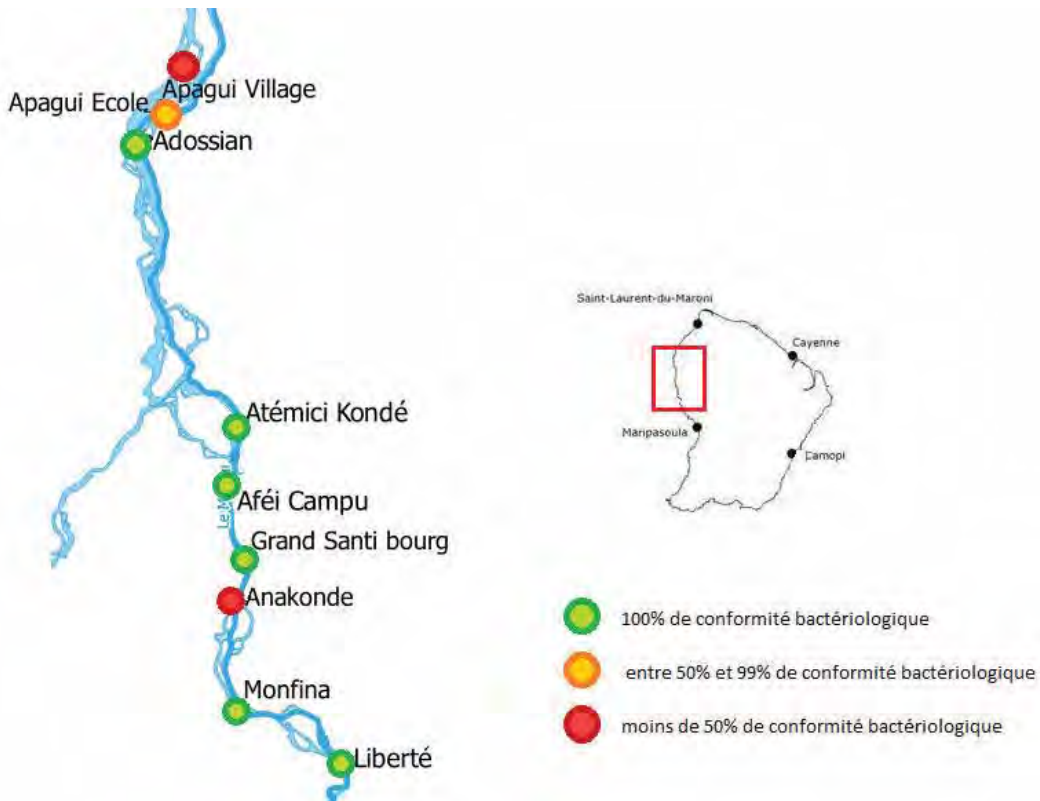 Apagui Village
Apagui Ecole
Adossian
Atémici Kondé
Aféi Campu
Le M
Grand Santi bourg
Anakonde
Monfina
Liberté
Saint-Laurent-du-Maroni
Cayenne
Maripasoula
Camopi
100% de conformité bactériologique
entre 50% et 99% de conformité bactériologique
moins de 50% de conformité bactériologique